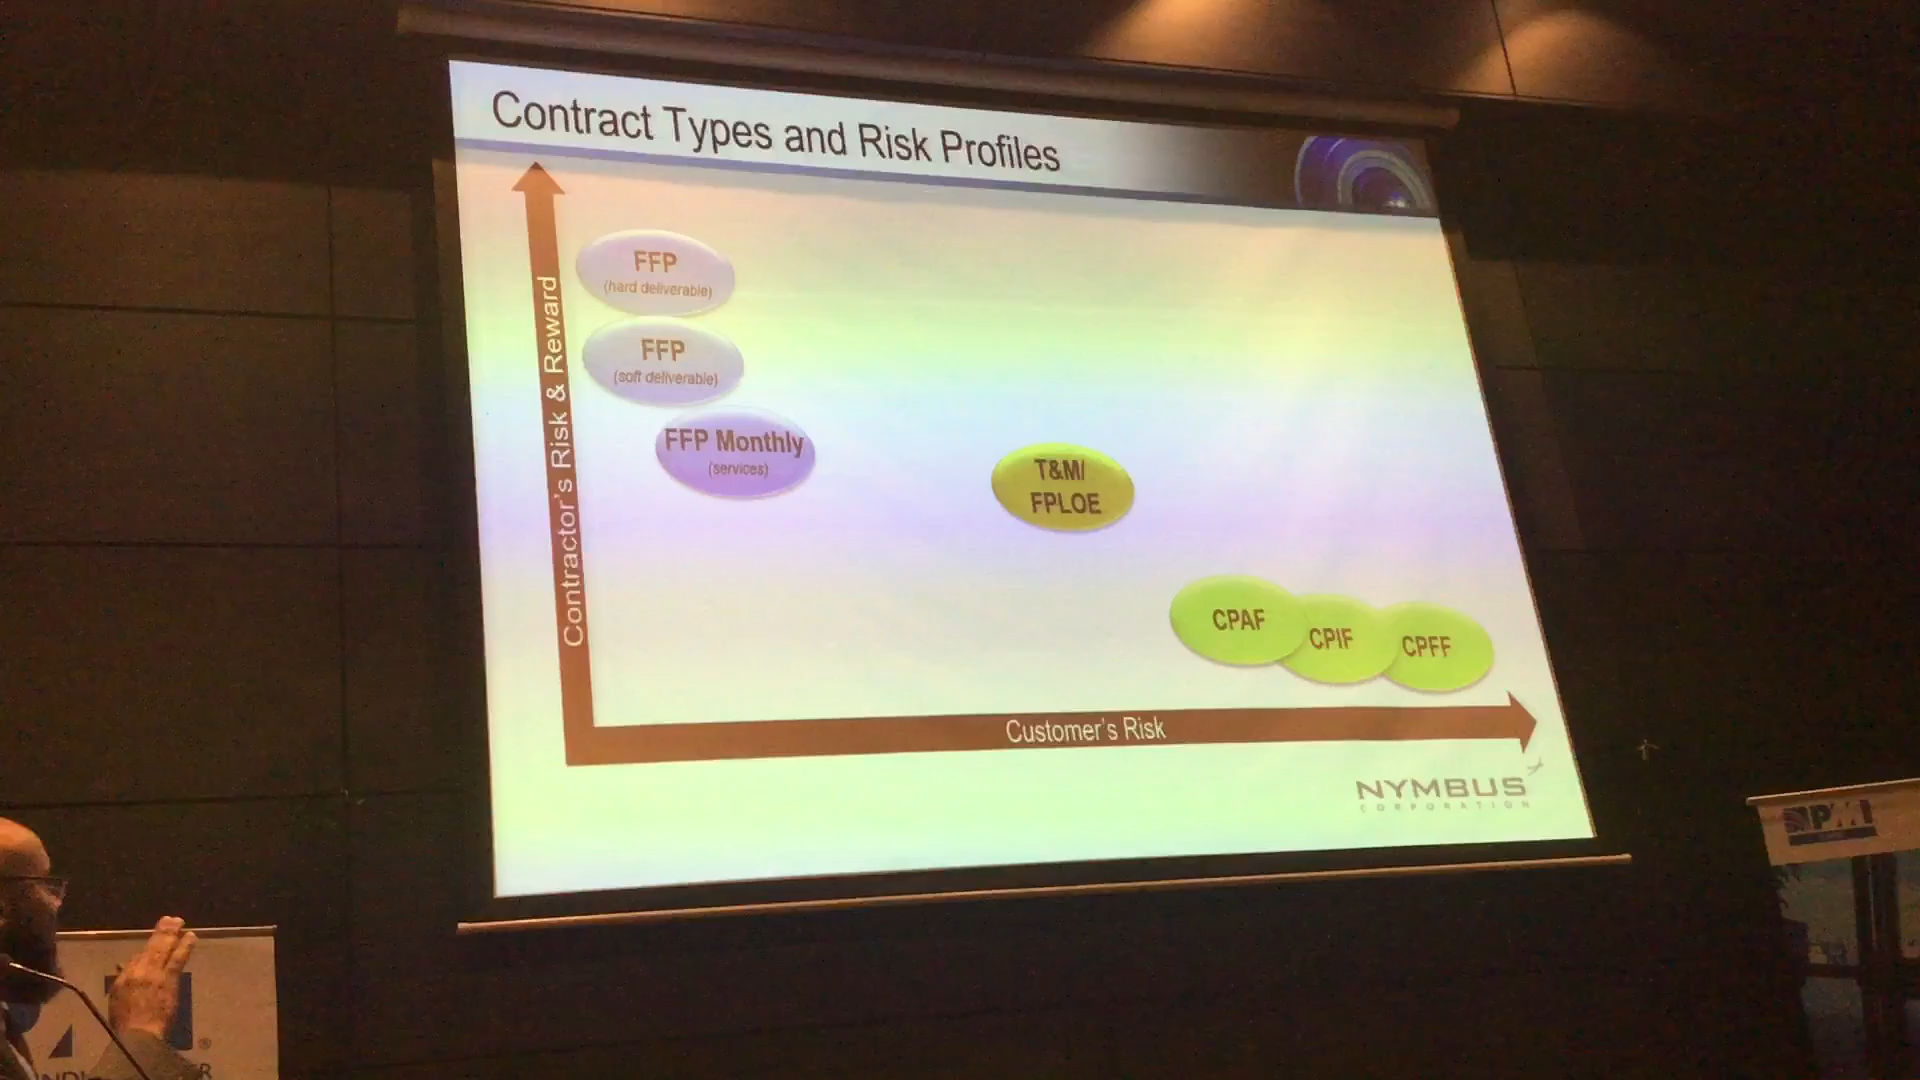 Contract Types and Risk Profiles
Contractor's Risk & Reward
FFP
(hard deliverable)
FFP
(soft deliverable)
FFP Monthly
(services)
T&M/
FPLOE
CPAF
CPIF
CPFF
Customer's Risk
NYMBUS
CORPORATION
PMI